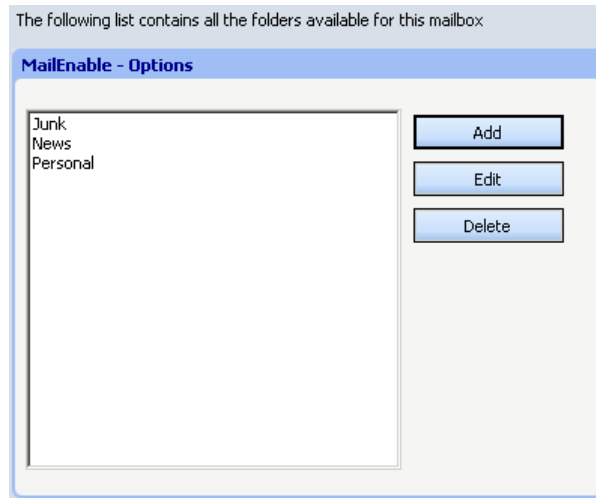 The following list contains all the folders available for this mailbox
MailEnable - Options
Junk
News
Personal
Add
Edit
Delete